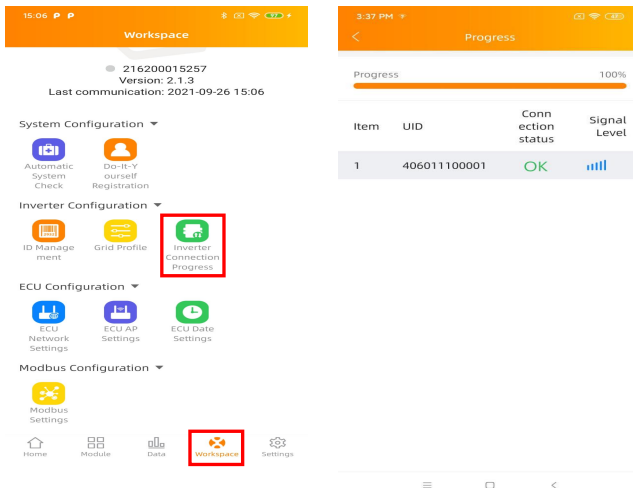 15:06
97
Workspace
216200015257
Version: 2.1.3
Last communication: 2021-09-26 15:06
System Configuration
Automatic
System
Check
Do-It-Y
ourself
Registration
Inverter Configuration
ID Manage
ment
Grid Profile
Inverter
Connection
Progress
ECU Configuration
ECU
Network
Settings
ECU AP
Settings
ECU Date
Settings
Modbus Configuration
Modbus
Settings
Home
Module
Data
Workspace
Settings
3:37 PM
Progress
Progress
100%
Item
UID
Conn
ection
status
Signal
Level
1
406011100001
OK